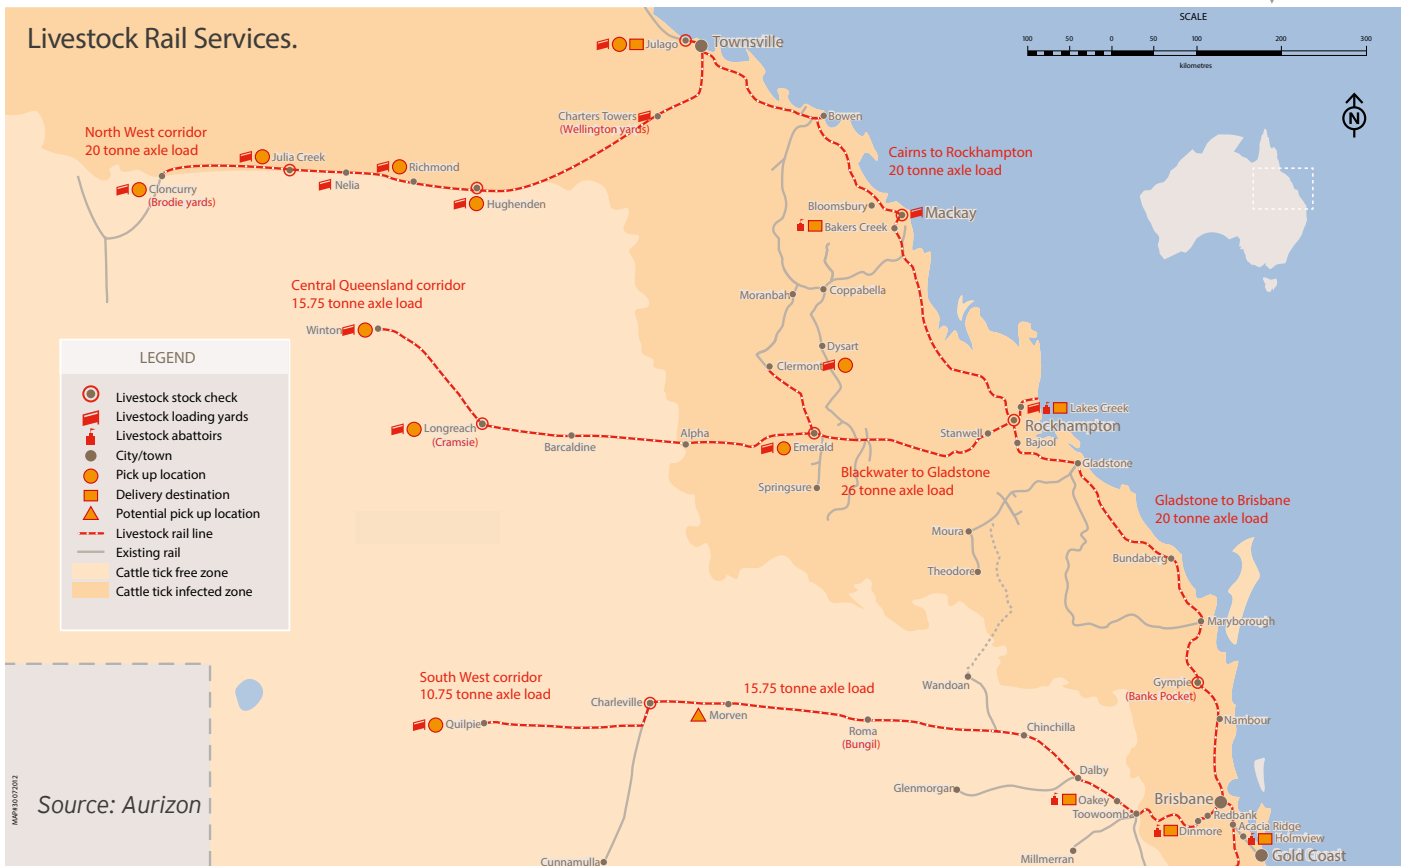 Livestock Rail Services.
SCALE
100 50 0 50 100 200 300
kilometres
N
Julago
Townsville
Charters Towers
(Wellington yards)
Bowen
North West corridor
20 tonne axle load
Julia Creek
Richmond
Nelia
Cloncurry
(Brodie yards)
Hughenden
Cairns to Rockhampton
20 tonne axle load
Bloomsbury
Mackay
Bakers Creek
Central Queensland corridor
15.75 tonne axle load
Moranbah
Coppabella
Winton
Dysart
Clermont
LEGEND
Livestock stock check
Livestock loading yards
Livestock abattoirs
City/town
Pick up location
Delivery destination
Potential pick up location
Livestock rail line
Existing rail
Cattle tick free zone
Cattle tick infected zone
Longreach
(Cramsie)
Barcaldine
Alpha
Emerald
Springsure
Stanwell
Lakes Creek
Rockhampton
Bajool
Gladstone
Blackwater to Gladstone
26 tonne axle load
Gladstone to Brisbane
20 tonne axle load
Moura
Theodore
Bundaberg
Maryborough
South West corridor
10.75 tonne axle load
15.75 tonne axle load
Wandoan
Gympie
(Banks Pocket)
Charleville
Quilpie
Morven
Roma
(Bungil)
Chinchilla
Nambour
Dalby
Glenmorgan
Oakey
Toowoomba
Brisbane
Redbank
Dinmore
Acacia Ridge
Holmview
Gold Coast
Millmerran
Cunnamulla
Source: Aurizon
MAP#30072012